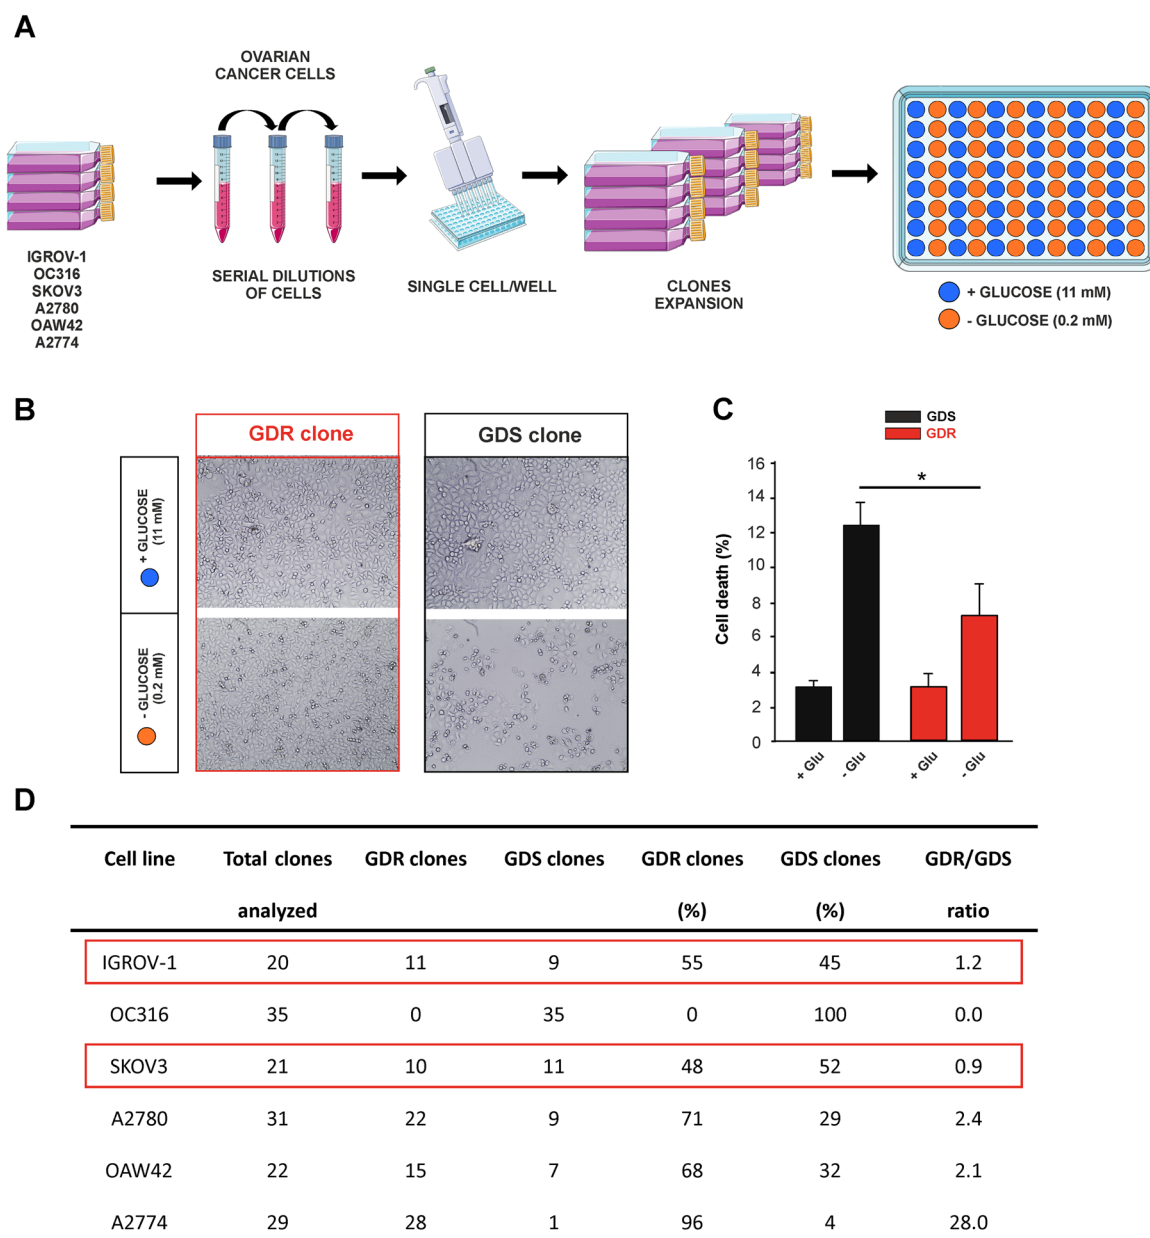 A
OVARIAN
CANCER CELLS
IGROV-1
OC316
SKOV3
A2780
OAW42
A2774
SERIAL DILUTIONS
OF CELLS
SINGLE CELL/WELL
CLONES
EXPANSION
+ GLUCOSE (11 mM)
- GLUCOSE (0.2 mM)
B
GDR clone
GDS clone
+ GLUCOSE
(11 mM)
- GLUCOSE
(0.2 mM)
C
GDS
GDR
Cell death (%)
16
14
12
10
8
6
4
2
0
*
+ Glu
- Glu
+ Glu
- Glu
D
Cell line Total clones analyzed GDR clones GDS clones GDR clones (%) GDS clones (%) GDR/GDS ratio
IGROV-1 20 11 9 55 45 1.2
OC316 35 0 35 0 100 0.0
SKOV3 21 10 11 48 52 0.9
A2780 31 22 9 71 29 2.4
OAW42 22 15 7 68 32 2.1
A2774 29 28 1 96 4 28.0